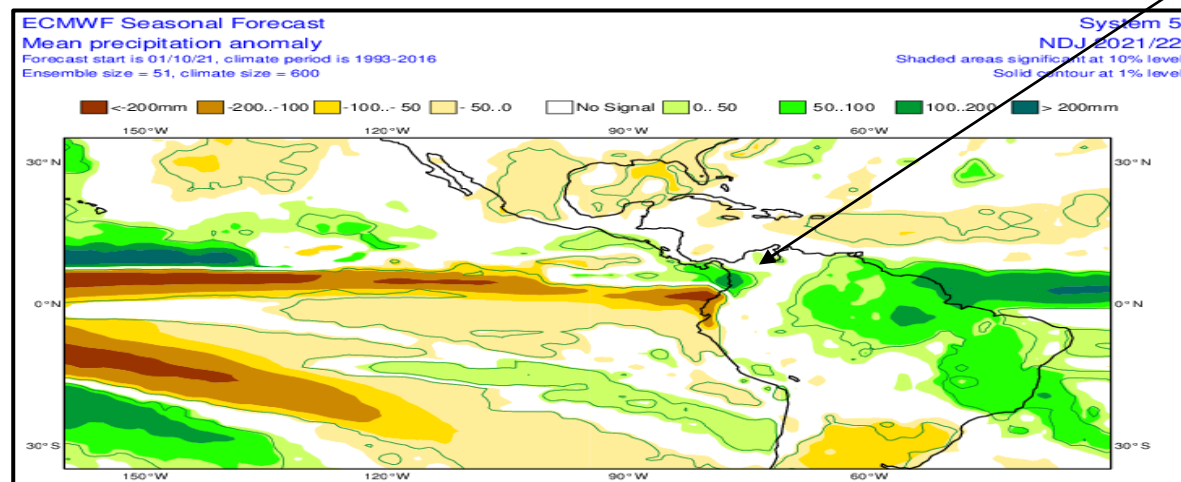 ECMWF Seasonal Forecast System 5
Mean precipitation anomaly NDJ 2021/22
Forecast start is 01/10/21, climate period is 1993-2016 Shaded areas significant at 10% level
Ensemble size = 51, climate size = 600 Solid contour at 1% level
<-200mm -200..-100 -100..- 50 - 50..0 No Signal 0.. 50 50..100 100..200 > 200mm
150°W 120°W 90°W 60°W
30°N 30°N
0°N 0°N
30°S 30°S
150°W 120°W 90°W 60°W